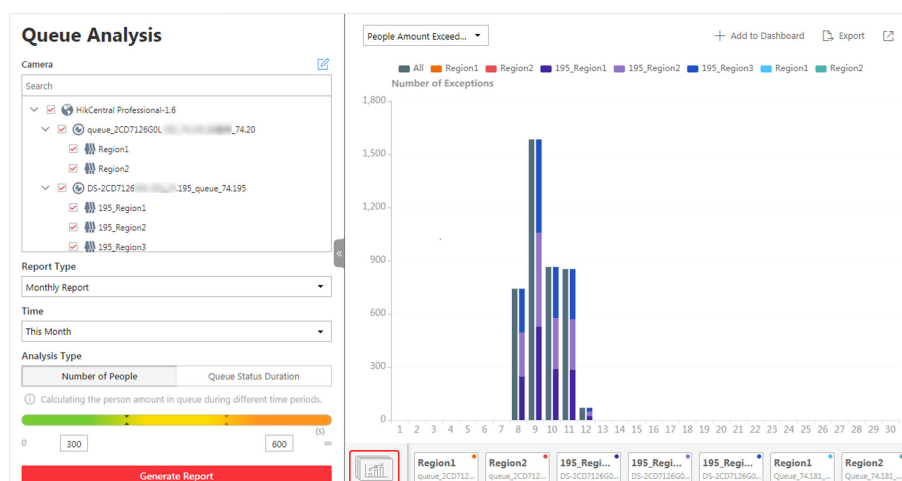 Queue Analysis
Camera
Search
HikCentral Professional-1.6
queue_2CD7126G0L _74.20
Region1
Region2
DS-2CD7126 .195_queue_74.195
195_Region1
195_Region2
195_Region3
Report Type
Monthly Report
Time
This Month
Analysis Type
Number of People Queue Status Duration
Calculating the person amount in queue during different time periods.
(s)
0 300 600 ∞
Generate Report
People Amount Exceed... Add to Dashboard Export
All Region1 Region2 195_Region1 195_Region2 195_Region3 Region1 Region2
Number of Exceptions
1,800
1,500
1,200
900
600
300
0
1 2 3 4 5 6 7 8 9 10 11 12 13 14 15 16 17 18 19 20 21 22 23 24 25 26 27 28 29 30
Region1 Region2 195_Regi... 195_Regi... 195_Regi... Region1 Region2
queue_2CD712... queue_2CD712... DS-2CD7126G0... DS-2CD7126G0... DS-2CD7126G0... Queue_74.181_... Queue_74.181_...